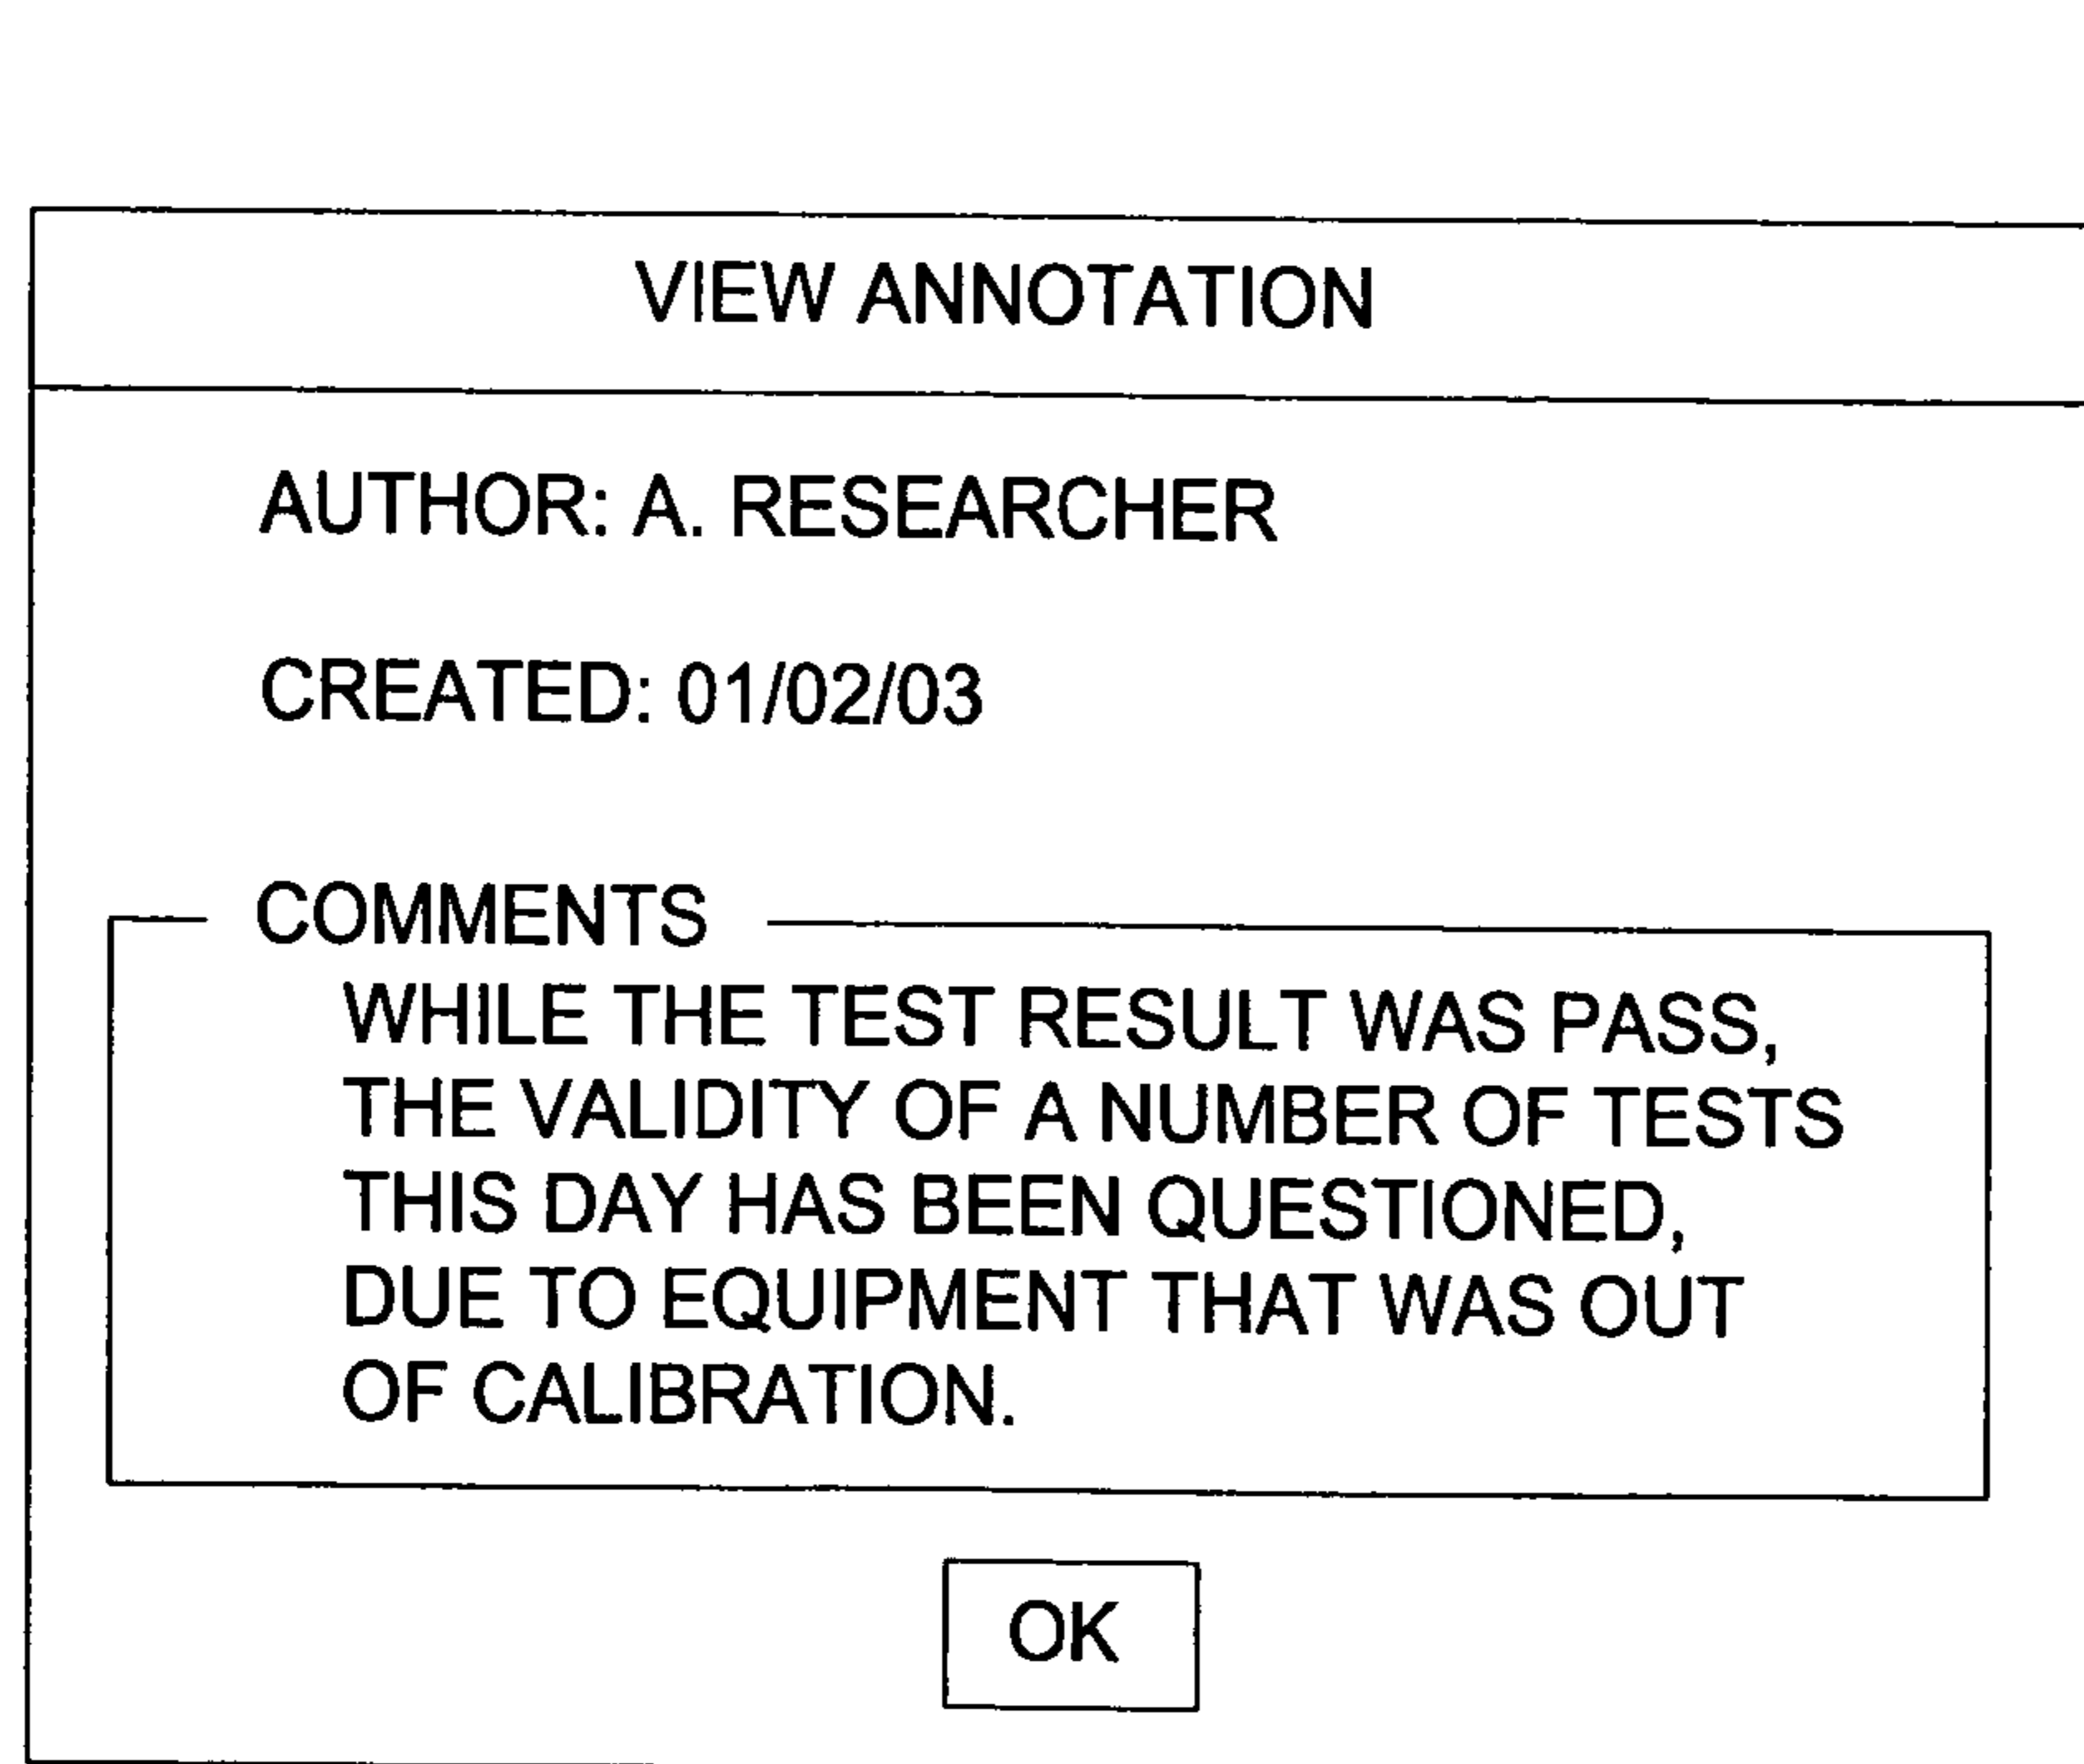 VIEW ANNOTATION
AUTHOR: A. RESEARCHER
CREATED: 01/02/03
COMMENTS
WHILE THE TEST RESULT WAS PASS,
THE VALIDITY OF A NUMBER OF TESTS
THIS DAY HAS BEEN QUESTIONED,
DUE TO EQUIPMENT THAT WAS OUT
OF CALIBRATION.
OK